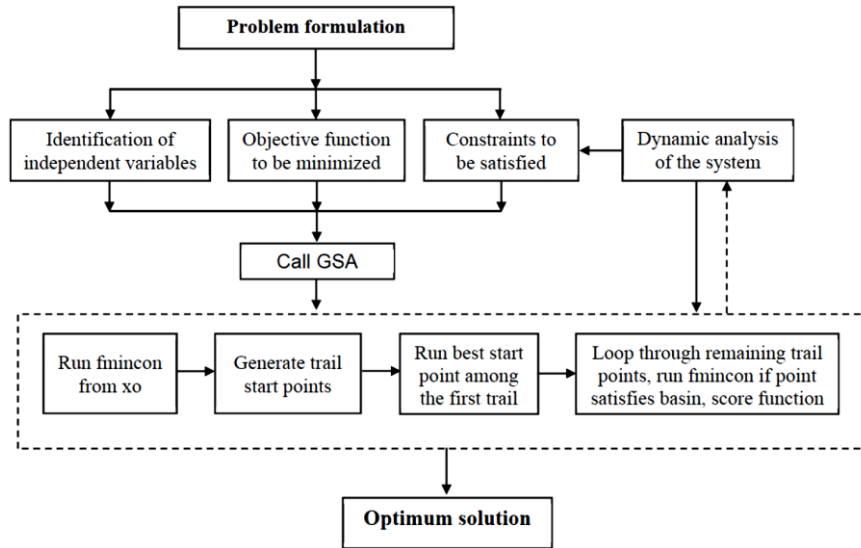 Problem formulation
Identification of
independent variables
Objective function
to be minimized
Constraints to
be satisfied
Dynamic analysis
of the system
Call GSA
Run fmincon
from xo
Generate trail
start points
Run best start
point among
the first trail
Loop through remaining trail
points, run fmincon if point
satisfies basin, score function
Optimum solution